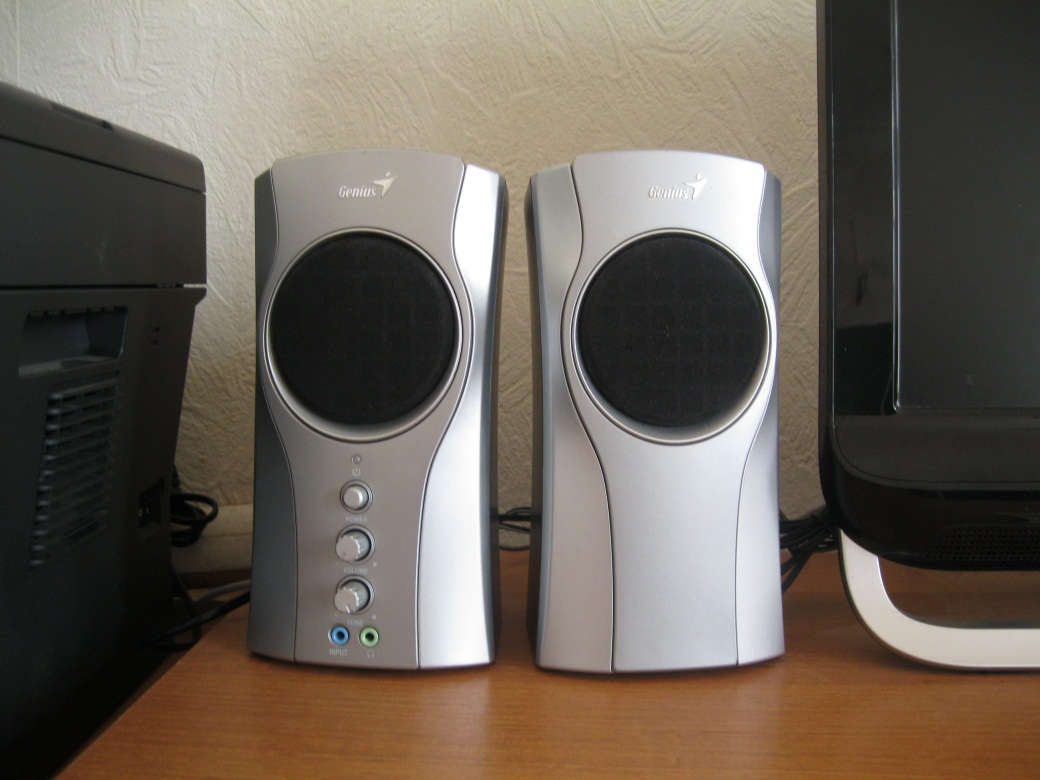 Genius
Genius
POWER
VOLUME
TONE
INPUT